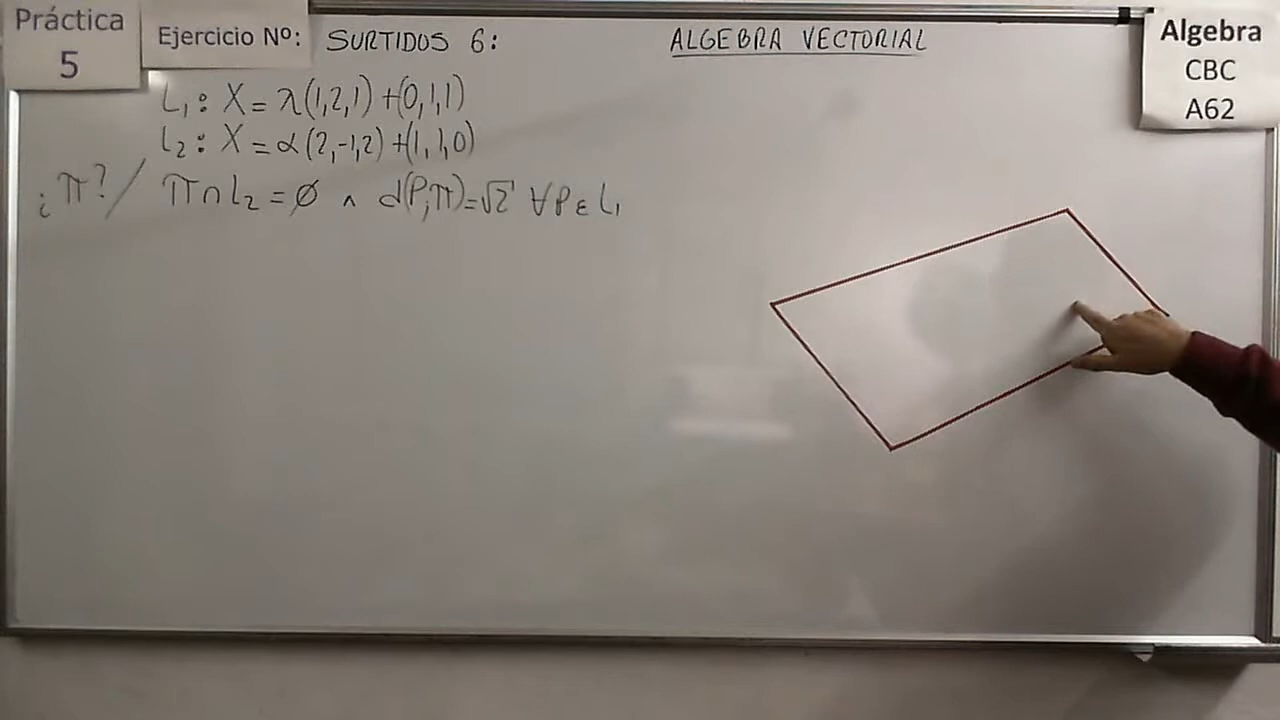 Práctica
5
Ejercicio Nº: SURTIDOS 6:
ALGEBRA VECTORIAL
Algebra
CBC
A62
L₁: X = λ(1,2,1) + (0,1,1)
L₂: X = α(2,-1,2) + (1,1,0)
¿π? / π∩L₂ = ∅ ∧ d(P;π) = √2 ∀P ε L₁